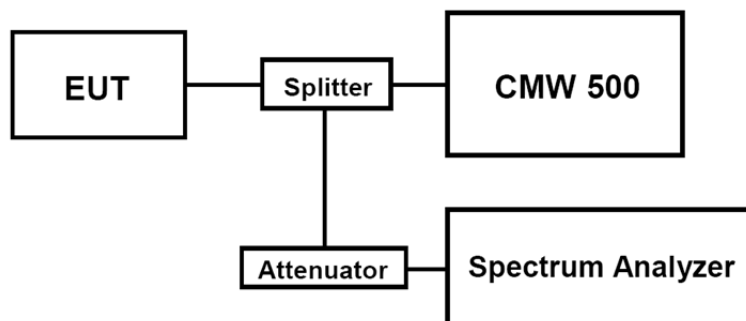 EUT
Splitter
CMW 500
Attenuator
Spectrum Analyzer